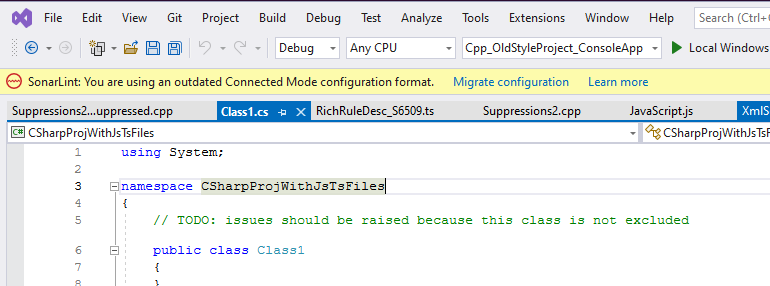 File Edit View Git Project Build Debug Test Analyze Tools Extensions Window Help Search (Ctrl
Debug Any CPU Cpp_OldStyleProject_ConsoleApp Local Windows
SonarLint: You are using an outdated Connected Mode configuration format. Migrate configuration Learn more
Suppressions2...uppressed.cpp Class1.cs RichRuleDesc_S6509.ts Suppressions2.cpp JavaScript.js XmlS
C# CSharpProjWithJsTsFiles CSharpProjWithJsTsF
1 using System;
2
3 namespace CSharpProjWithJsTsFiles
4 {
5 // TODO: issues should be raised because this class is not excluded
6 public class Class1
7 {
8 }